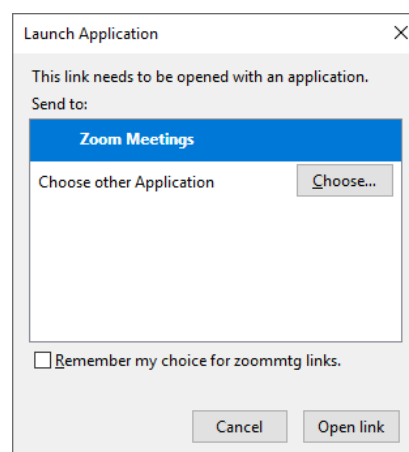 Launch Application
This link needs to be opened with an application.
Send to:
Zoom Meetings
Choose other Application
Choose...
Remember my choice for zoommtg links.
Cancel
Open link